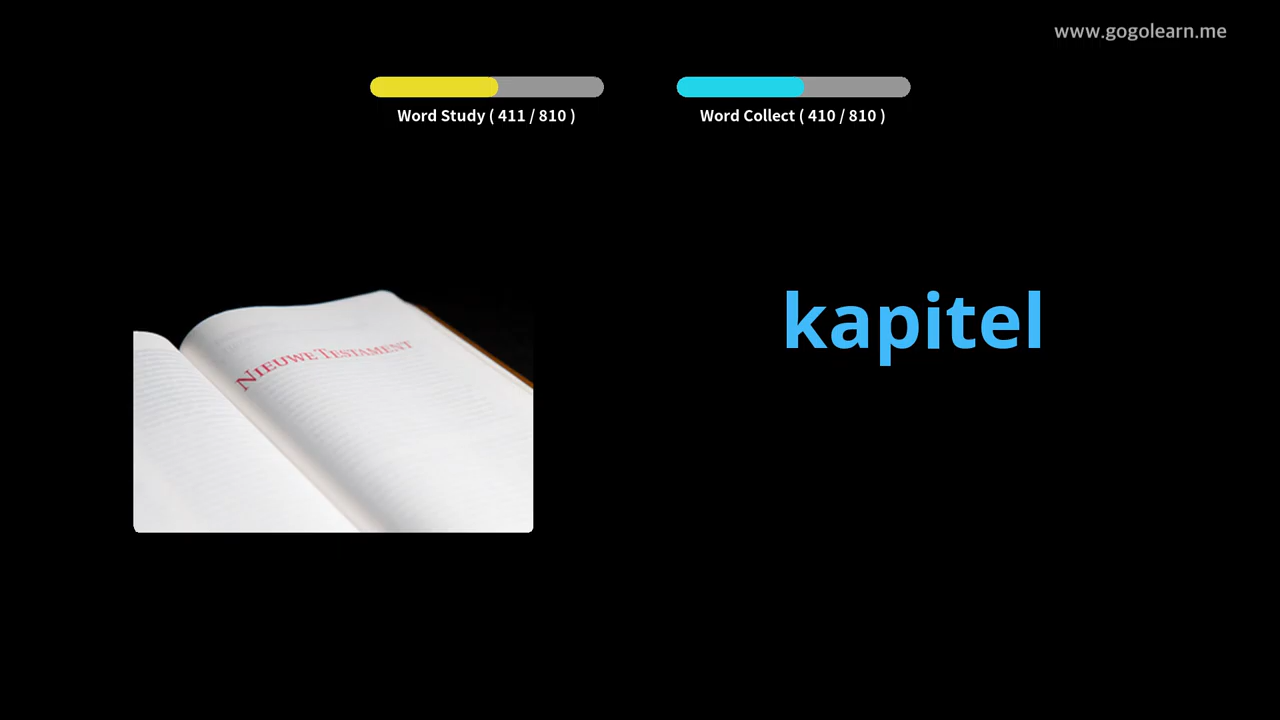 www.gogolearn.me
Word Study ( 411 / 810 )
Word Collect ( 410 / 810 )
NIEUWE TESTAMENT
kapitel